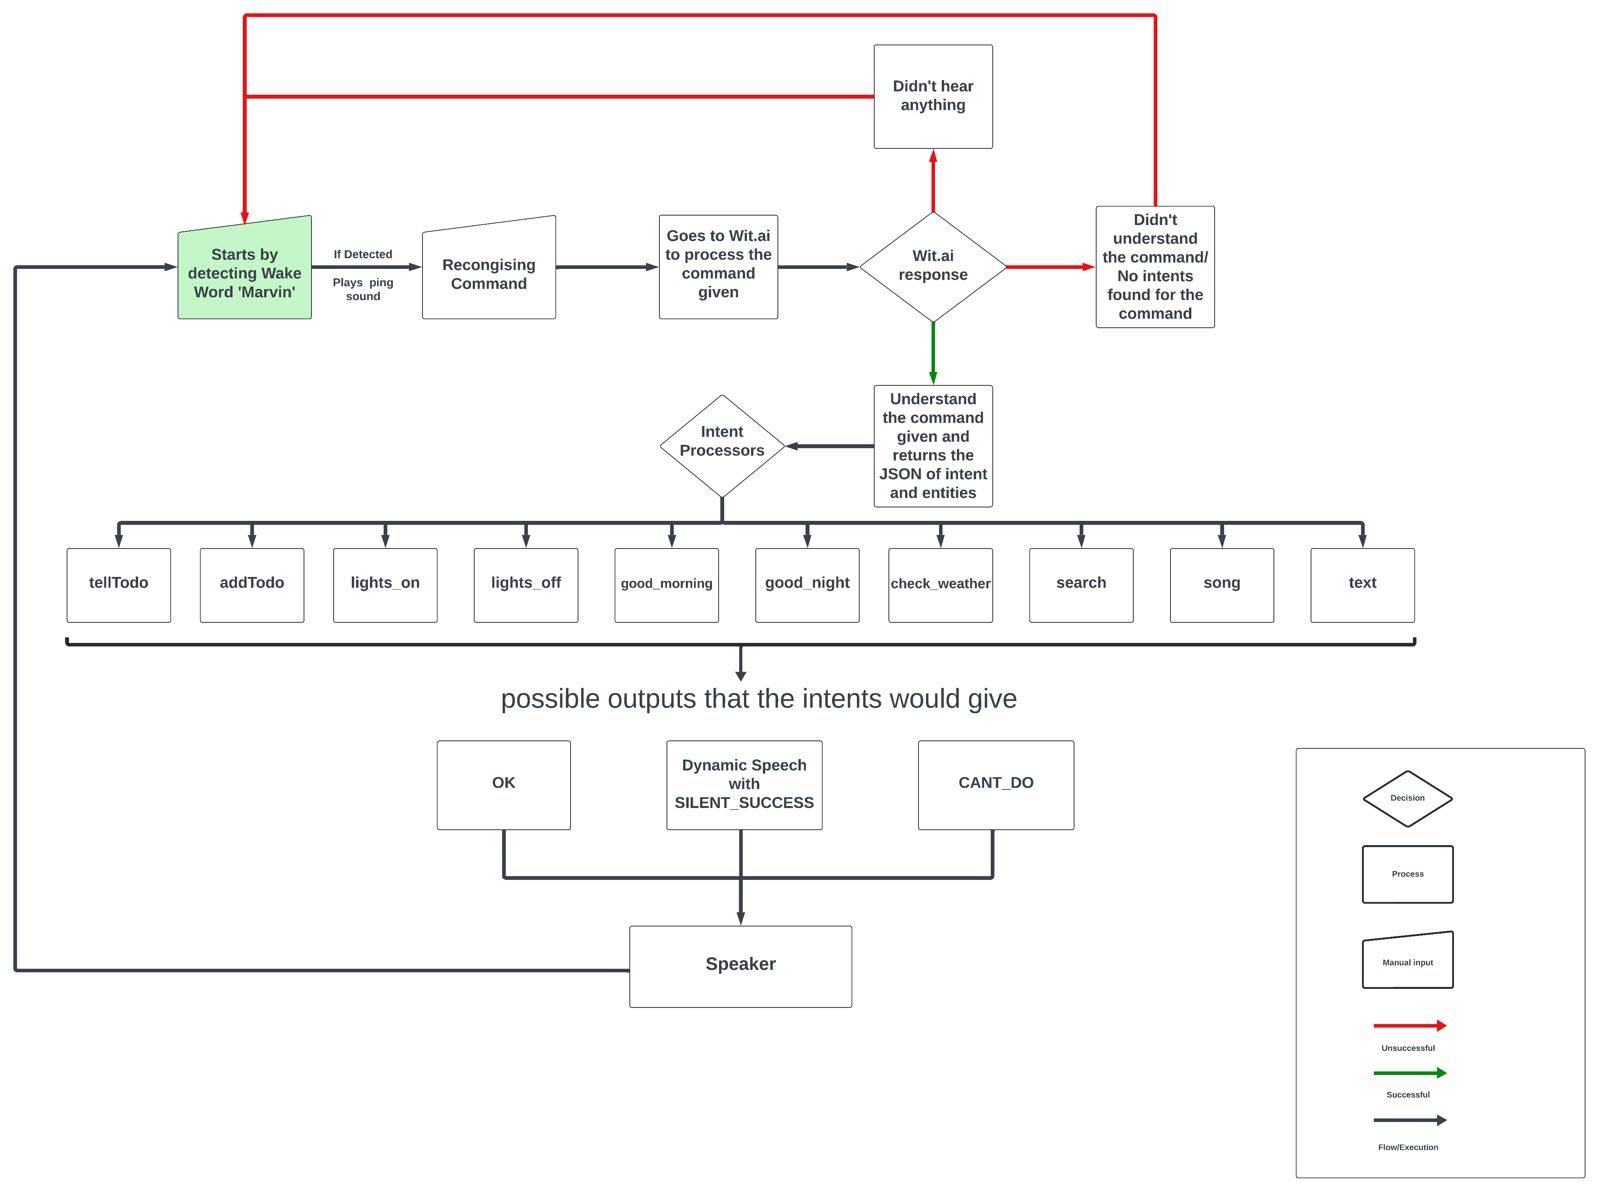 Didn't hear
anything
Starts by
detecting Wake
Word 'Marvin'
If Detected
Plays ping
sound
Recongising
Command
Goes to Wit.ai
to process the
command
given
Wit.ai
response
Didn't
understand
the command/
No intents
found for the
command
Intent
Processors
Understand
the command
given and
returns the
JSON of intent
and entities
tellTodo
addTodo
lights_on
lights_off
good_morning
good_night
check_weather
search
song
text
possible outputs that the intents would give
OK
Dynamic Speech
with
SILENT_SUCCESS
CANT_DO
Speaker
Decision
Process
Manual input
Unsuccessful
Successful
Flow/Execution